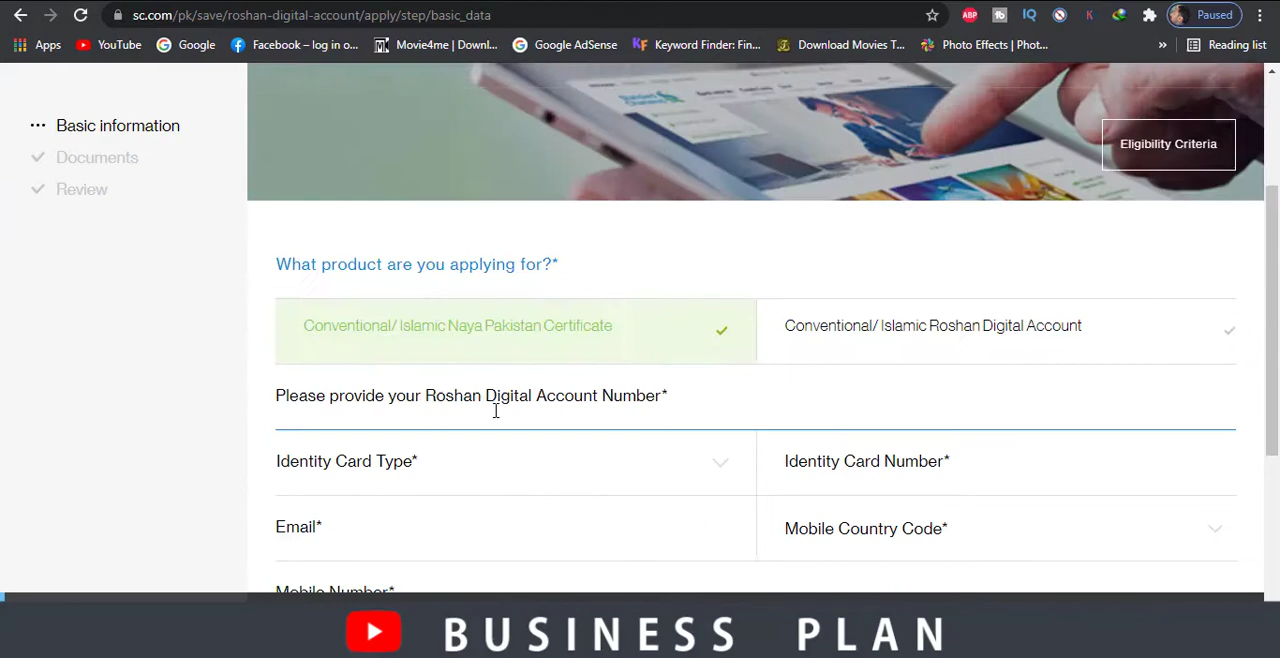 sc.com/pk/save/roshan-digital-account/apply/step/basic_data
ABP
IQ
K
Paused
Apps
YouTube
Google
Facebook – log in o...
Movie4me | Downl...
Google AdSense
KF
Keyword Finder: Fin...
Download Movies T...
Photo Effects | Phot...
»
Reading list
Basic information
Documents
Review
Eligibility Criteria
What product are you applying for?*
Conventional/ Islamic Naya Pakistan Certificate
Conventional/ Islamic Roshan Digital Account
Please provide your Roshan Digital Account Number*
Identity Card Type*
Identity Card Number*
Email*
Mobile Country Code*
Mobile Number*
BUSINESS PLAN